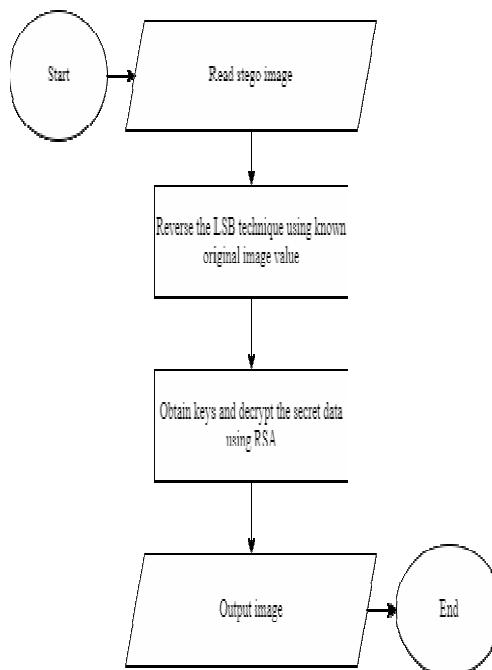 Start
Read stego image
Reverse the LSB technique using known
original image value
Obtain keys and decrypt the secret data
using RSA
Output image
End